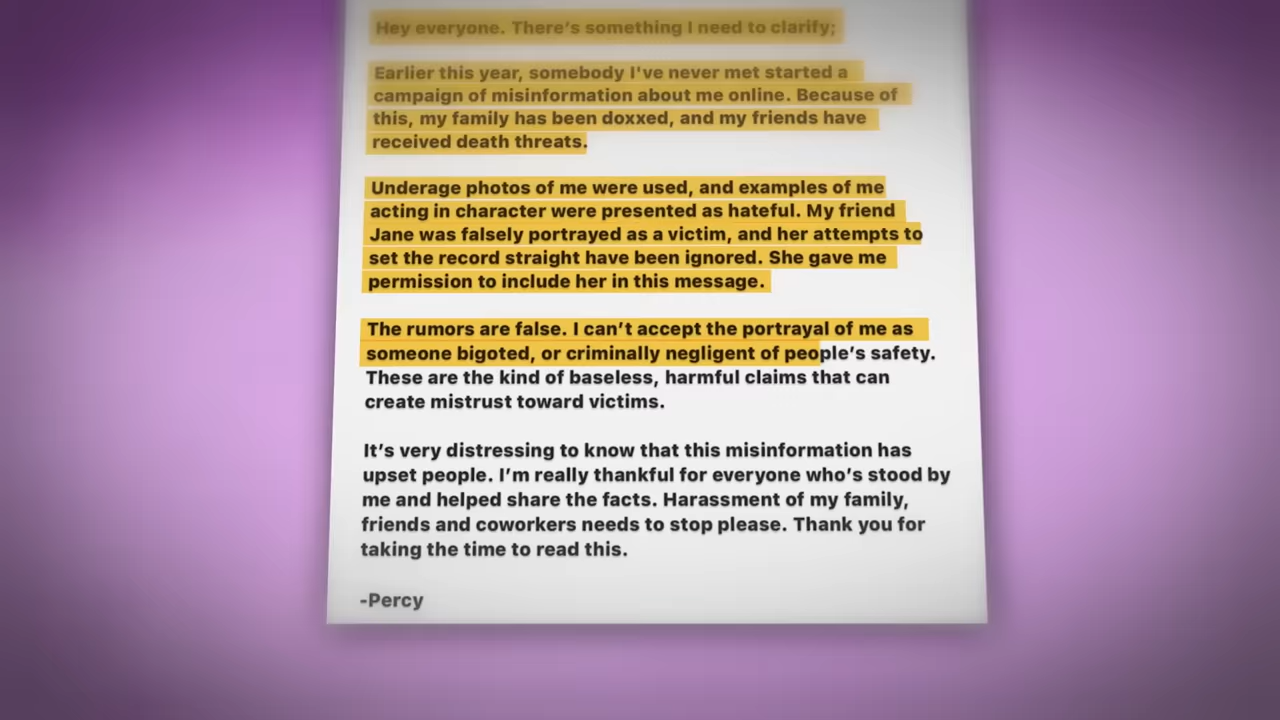 Hey everyone. There's something I need to clarify;
Earlier this year, somebody I've never met started a
campaign of misinformation about me online. Because of
this, my family has been doxxed, and my friends have
received death threats.
Underage photos of me were used, and examples of me
acting in character were presented as hateful. My friend
Jane was falsely portrayed as a victim, and her attempts to
set the record straight have been ignored. She gave me
permission to include her in this message.
The rumors are false. I can't accept the portrayal of me as
someone bigoted, or criminally negligent of people's safety.
These are the kind of baseless, harmful claims that can
create mistrust toward victims.
It's very distressing to know that this misinformation has
upset people. I'm really thankful for everyone who's stood by
me and helped share the facts. Harassment of my family,
friends and coworkers needs to stop please. Thank you for
taking the time to read this.
-Percy